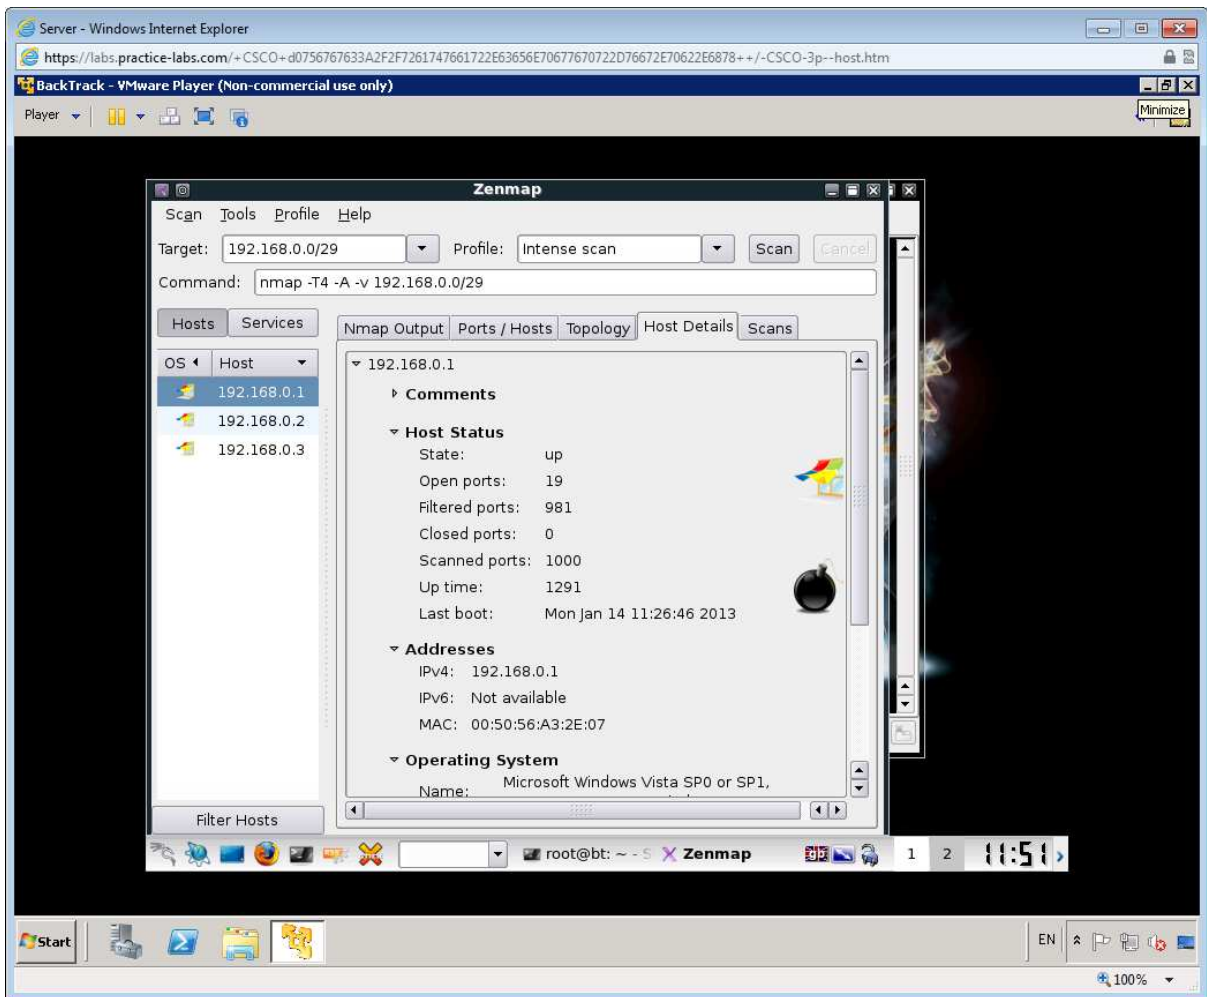 Server - Windows Internet Explorer
https://labs.practice-labs.com/+CSCO+d0756767633A2F2F7261747661722E63656E70677670722D76672E70622E6878++/-CSCO-3p--host.htm
BackTrack - VMware Player (Non-commercial use only)
Player
Minimize
Zenmap
Scan Tools Profile Help
Target: 192.168.0.0/29 Profile: Intense scan Scan Cancel
Command: nmap -T4 -A -v 192.168.0.0/29
Hosts Services
Nmap Output Ports / Hosts Topology Host Details Scans
OS Host
192.168.0.1
192.168.0.2
192.168.0.3
192.168.0.1
Comments
Host Status
State: up
Open ports: 19
Filtered ports: 981
Closed ports: 0
Scanned ports: 1000
Up time: 1291
Last boot: Mon Jan 14 11:26:46 2013
Addresses
IPv4: 192.168.0.1
IPv6: Not available
MAC: 00:50:56:A3:2E:07
Operating System
Name: Microsoft Windows Vista SP0 or SP1,
Filter Hosts
root@bt: ~ - S Zenmap gb 1 2 11:51
Start EN
100%